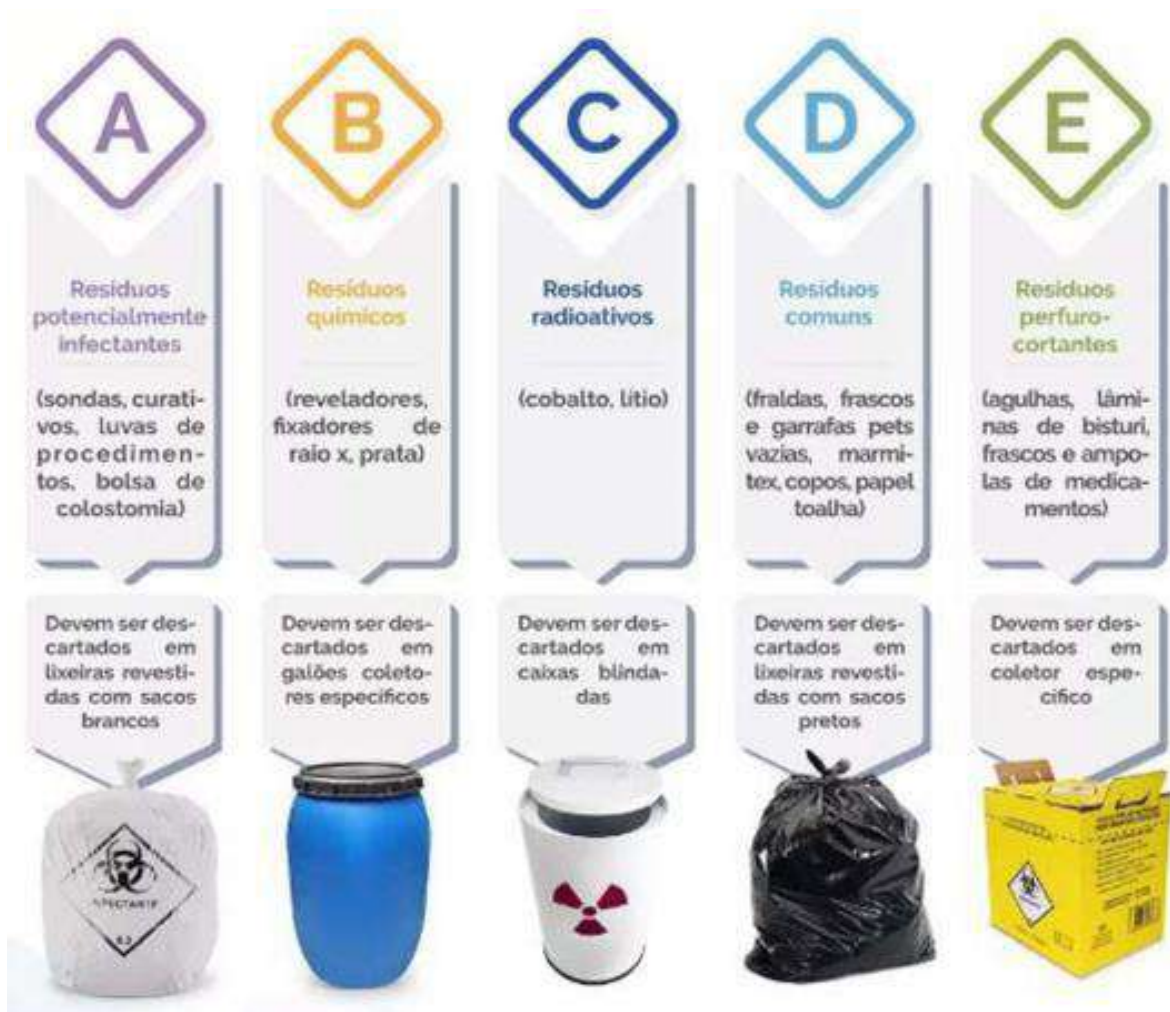 A
Resíduos
potencialmente
infectantes
(sondas, curati-
vos, luvas de
procedimen-
tos, bolsa de
colostomia)
Devem ser des-
cartados em
lixeiras revesti-
das com sacos
brancos
INFECTANTE
B
Resíduos
químicos
(reveladores,
fixadores de
raio x, prata)
Devem ser des-
cartados em
galões coleto-
res específicos
C
Resíduos
radioativos
(cobalto, lítio)
Devem ser des-
cartados em
caixas blinda-
das
D
Resíduos
comuns
(fraldas, frascos
e garrafas pets
vazias, marmi-
tex, copos, papel
toalha)
Devem ser des-
cartados em
lixeiras revesti-
das com sacos
pretos
E
Resíduos
perfuro-
cortantes
(agulhas, lâmi-
nas de bisturi,
frascos e ampo-
las de medica-
mentos)
Devem ser des-
cartados em
coletor espe-
cífico